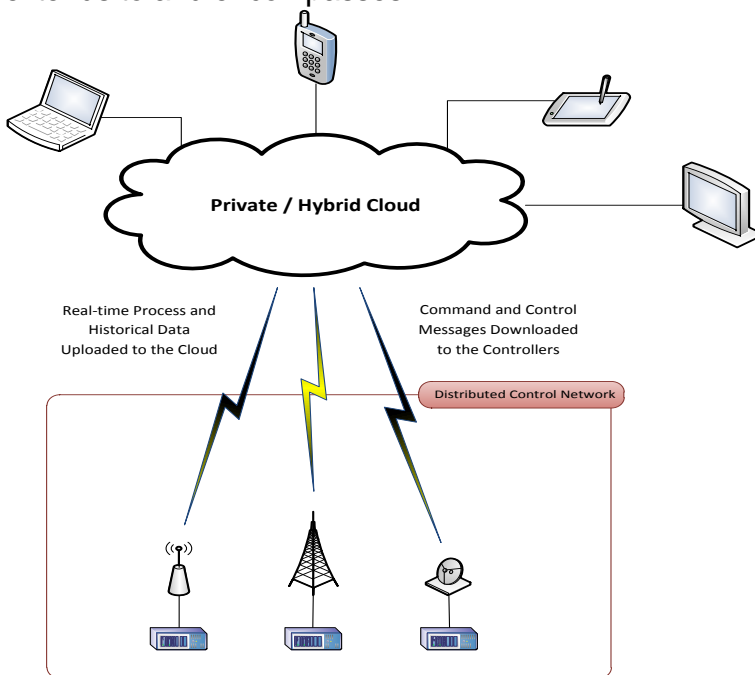 Private / Hybrid Cloud
Real-time Process and
Historical Data
Uploaded to the Cloud
Command and Control
Messages Downloaded
to the Controllers
Distributed Control Network